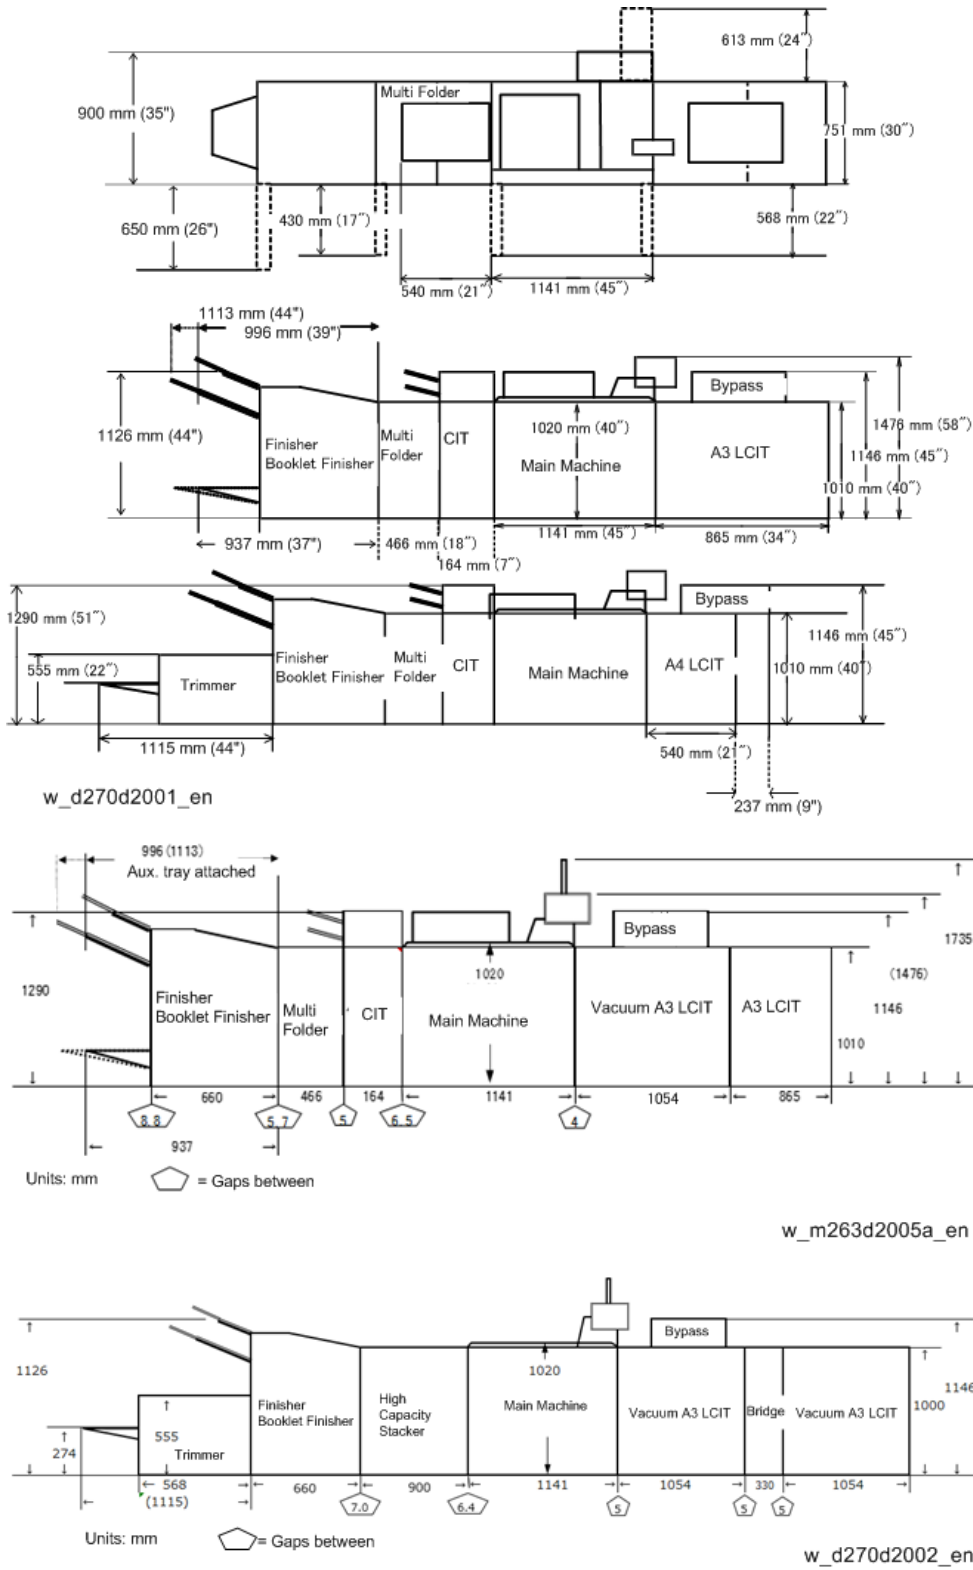 613 mm (24″)
Multi Folder
900 mm (35")
751 mm (30″)
430 mm (17″)
568 mm (22″)
650 mm (26")
540 mm (21″)
1141 mm (45″)
1113 mm (44")
996 mm (39")
Bypass
1476 mm (58″)
1020 mm (40″)
1126 mm (44")
Finisher
Booklet Finisher
Multi
Folder
CIT
Main Machine
A3 LCIT
1146 mm (45″)
1010 mm (40″)
1141 mm (45″)
865 mm (34″)
937 mm (37")
466 mm (18″)
164 mm (7″)
Bypass
1290 mm (51″)
1146 mm (45″)
555 mm (22″)
Trimmer
Finisher
Booklet Finisher
Multi
Folder
CIT
Main Machine
A4 LCIT
1010 mm (40″)
1115 mm (44")
540 mm (21″)
237 mm (9")
w_d270d2001_en
996 (1113)
Aux. tray attached
Bypass
1735
(1476)
1290
1020
Finisher
Booklet Finisher
Multi
Folder
CIT
Main Machine
Vacuum A3 LCIT
A3 LCIT
1146
1010
660
466
164
1141
1054
865
8.8
5.7
5
6.5
4
937
Units: mm
= Gaps between
w_m263d2005a_en
Bypass
1126
1020
1146
1000
Finisher
Booklet Finisher
High
Capacity
Stacker
Main Machine
Vacuum A3 LCIT
Bridge
Vacuum A3 LCIT
555
274
Trimmer
568
(1115)
660
900
1141
1054
330
1054
7.0
6.4
5
5
5
Units: mm
= Gaps between
w_d270d2002_en